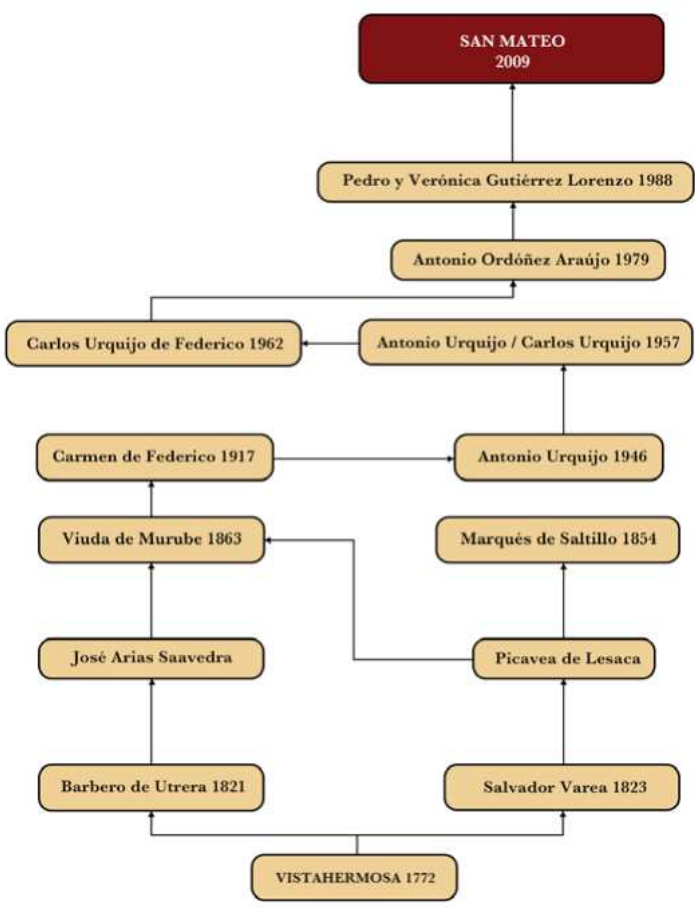 SAN MATEO
2009
Pedro y Verónica Gutiérrez Lorenzo 1988
Antonio Ordóñez Araújo 1979
Carlos Urquijo de Federico 1962
Antonio Urquijo / Carlos Urquijo 1957
Carmen de Federico 1917
Antonio Urquijo 1946
Viuda de Murube 1863
Marqués de Saltillo 1854
José Arias Saavedra
Picavea de Lesaca
Barbero de Utrera 1821
Salvador Varea 1823
VISTAHERMOSA 1772